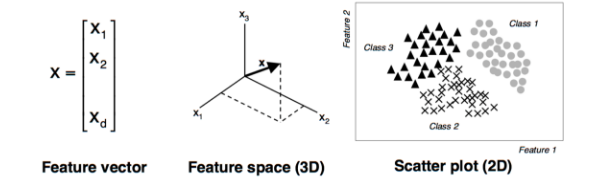 X =
X1
X2
Xd
Feature vector
X3
x
X1
X2
Feature space (3D)
Feature 2
Class 1
Class 3
Class 2
Feature 1
Scatter plot (2D)